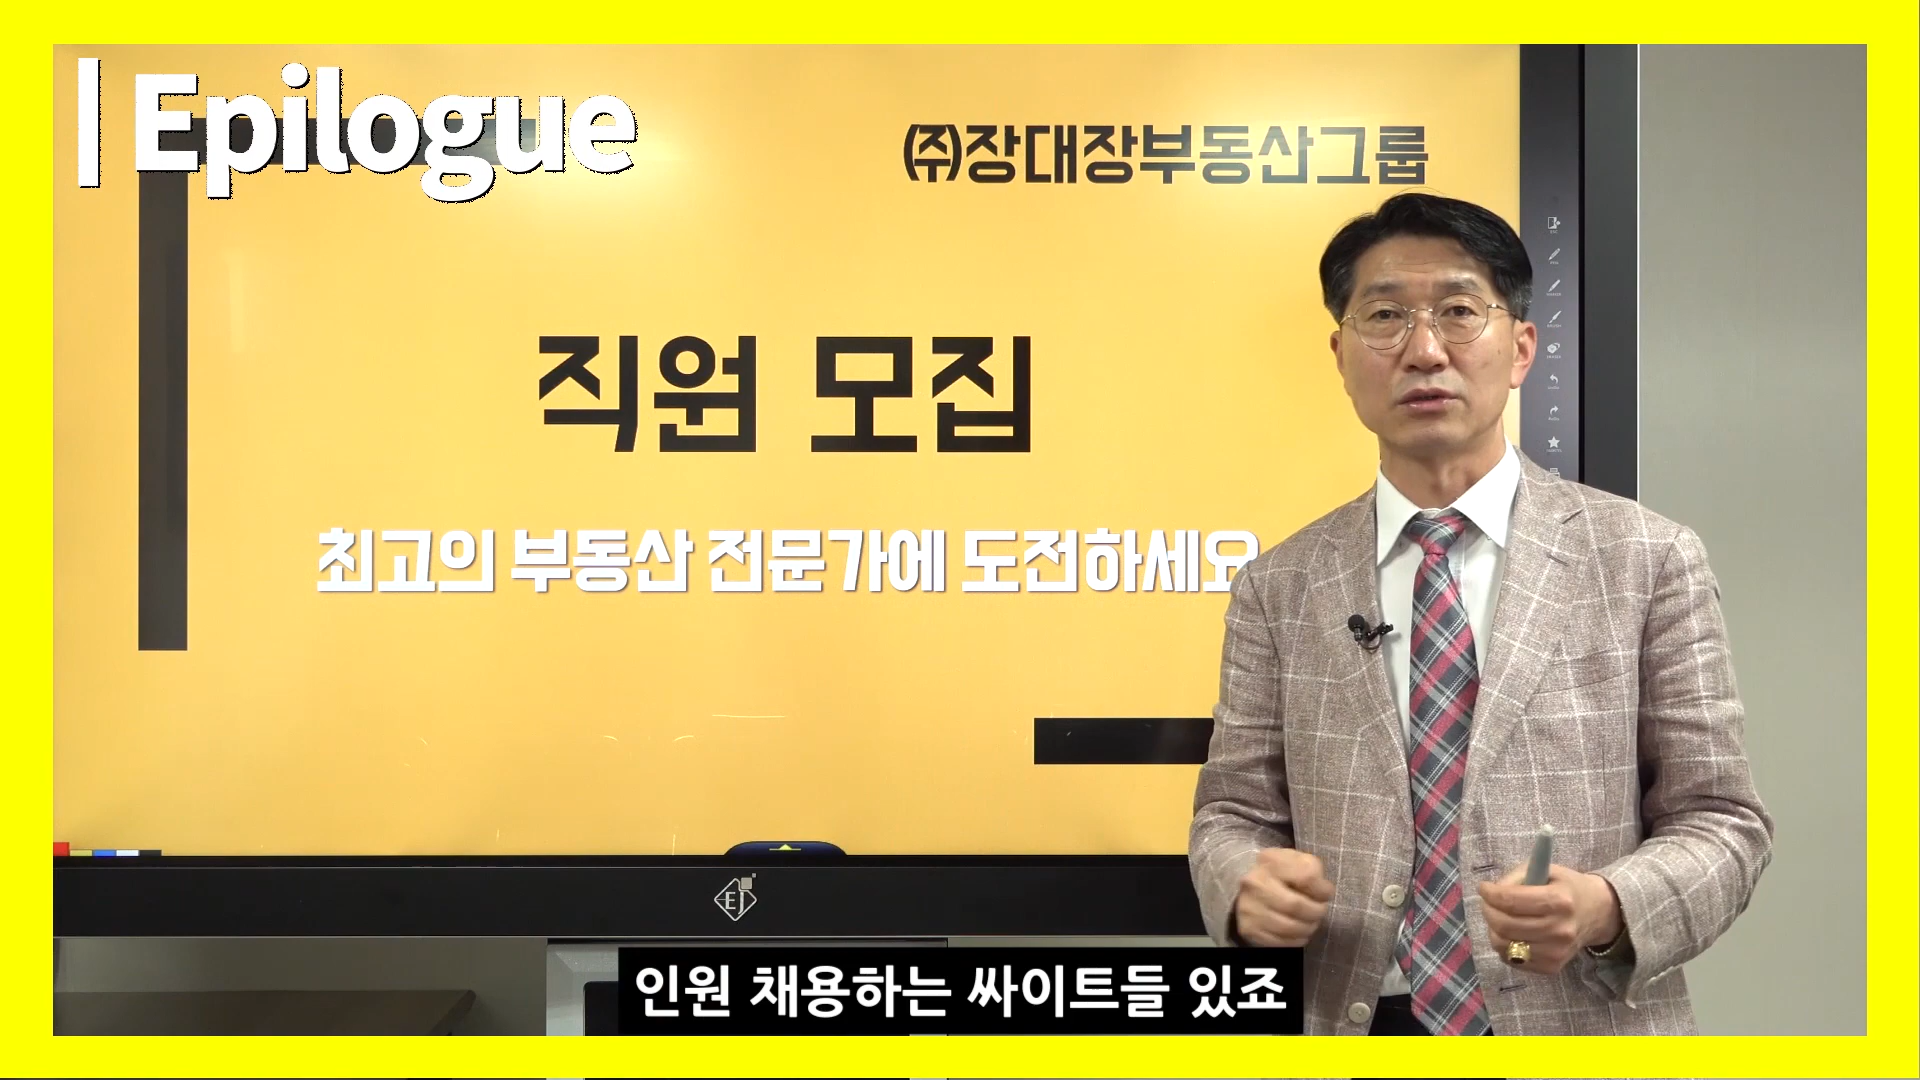 | Epilogue
㈜장대장부동산그룹
직원 모집
최고의 부동산 전문가에 도전하세요
EJ
인원 채용하는 싸이트들 있죠